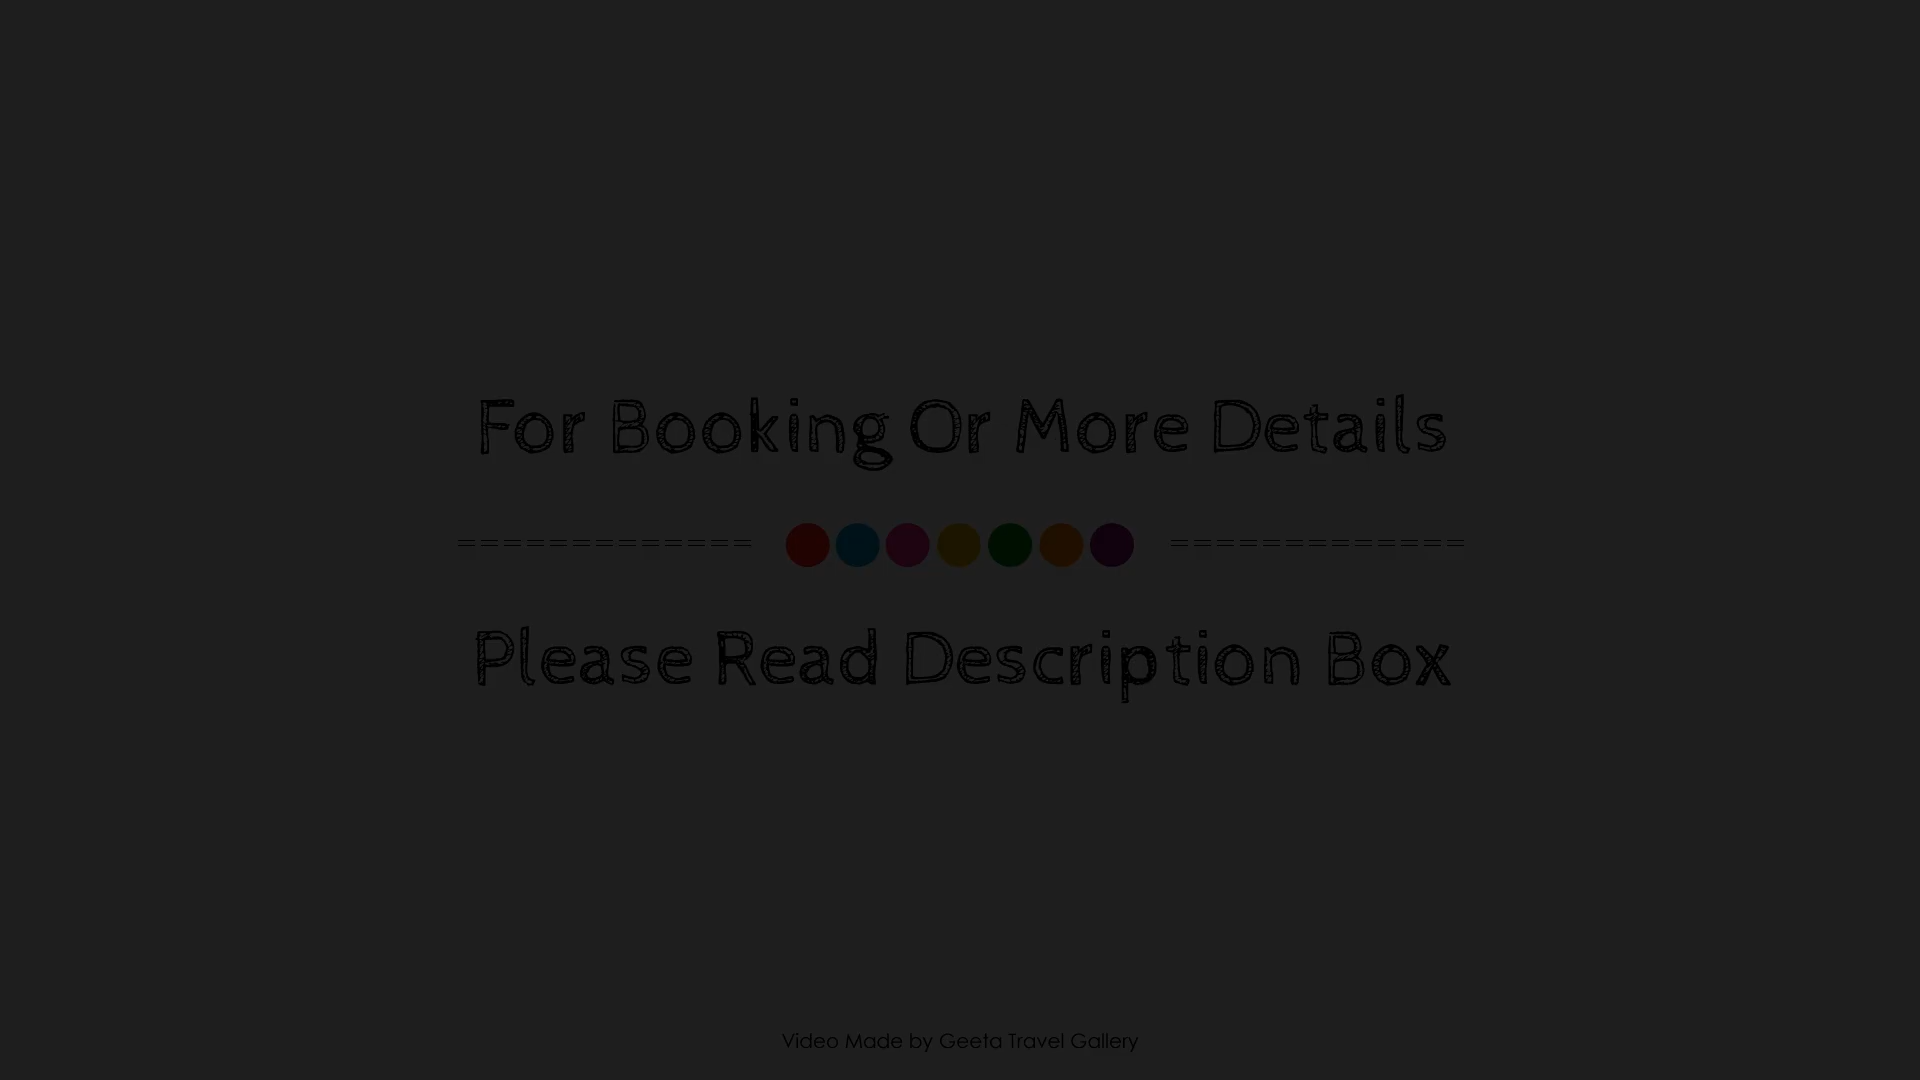 For Booking Or More Details
============= =============
Please Read Description Box
Video Made by Geeta Travel Gallery